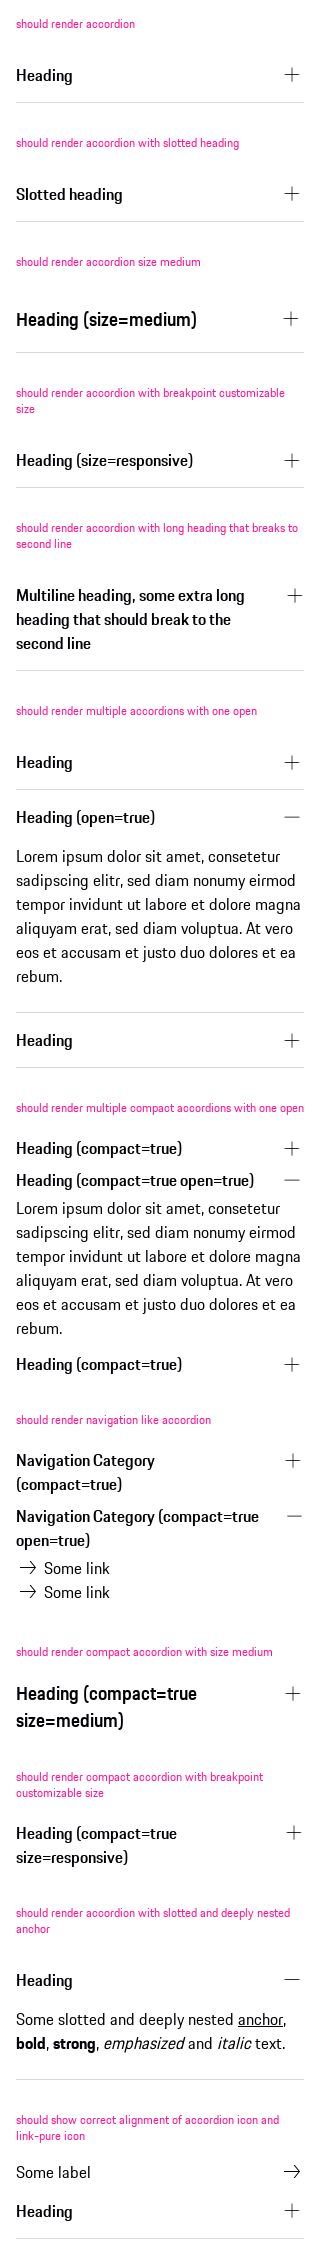 should render accordion
Heading
should render accordion with slotted heading
Slotted heading
should render accordion size medium
Heading (size=medium)
should render accordion with breakpoint customizable
size
Heading (size=responsive)
should render accordion with long heading that breaks to
second line
Multiline heading, some extra long
heading that should break to the
second line
should render multiple accordions with one open
Heading
Heading (open=true)
Lorem ipsum dolor sit amet, consetetur
sadipscing elitr, sed diam nonumy eirmod
tempor invidunt ut labore et dolore magna
aliquyam erat, sed diam voluptua. At vero
eos et accusam et justo duo dolores et ea
rebum.
Heading
should render multiple compact accordions with one open
Heading (compact=true)
Heading (compact=true open=true)
Lorem ipsum dolor sit amet, consetetur
sadipscing elitr, sed diam nonumy eirmod
tempor invidunt ut labore et dolore magna
aliquyam erat, sed diam voluptua. At vero
eos et accusam et justo duo dolores et ea
rebum.
Heading (compact=true)
should render navigation like accordion
Navigation Category
(compact=true)
Navigation Category (compact=true
open=true)
Some link
Some link
should render compact accordion with size medium
Heading (compact=true
size=medium)
should render compact accordion with breakpoint
customizable size
Heading (compact=true
size=responsive)
should render accordion with slotted and deeply nested
anchor
Heading
Some slotted and deeply nested anchor,
bold, strong, emphasized and italic text.
should show correct alignment of accordion icon and
link-pure icon
Some label
Heading